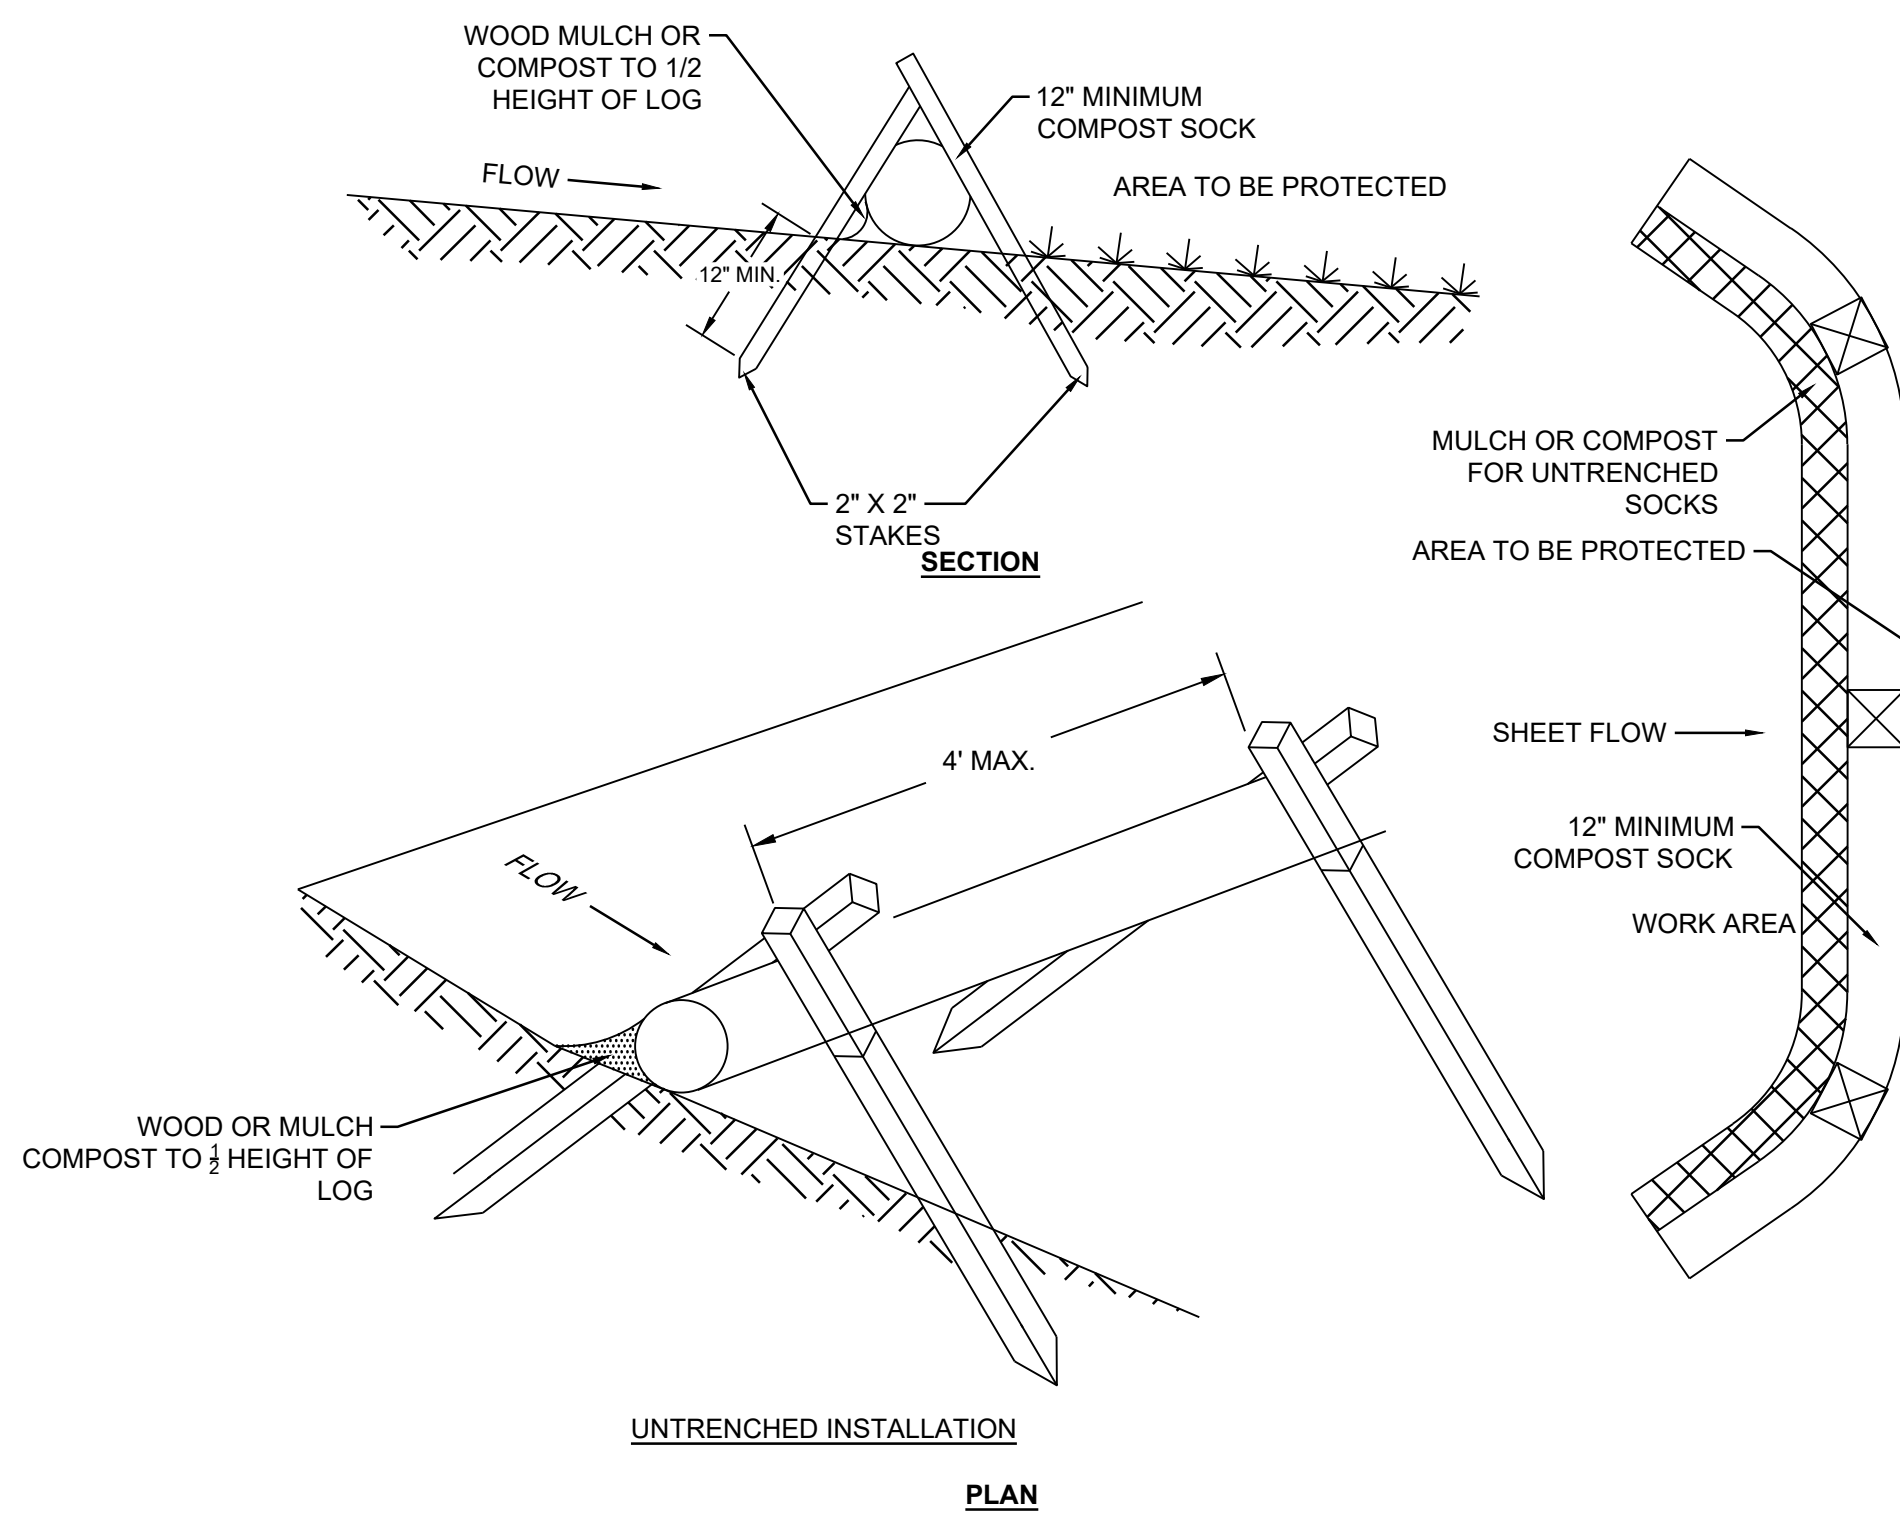 WOOD MULCH OR
COMPOST TO 1/2
HEIGHT OF LOG
12" MINIMUM
COMPOST SOCK
FLOW
AREA TO BE PROTECTED
12" MIN.
2" X 2"
STAKES
SECTION
MULCH OR COMPOST
FOR UNTRENCHED
SOCKS
AREA TO BE PROTECTED
SHEET FLOW
12" MINIMUM
COMPOST SOCK
WORK AREA
4' MAX.
FLOW
WOOD OR MULCH
COMPOST TO 1/2 HEIGHT OF
LOG
UNTRENCHED INSTALLATION
PLAN